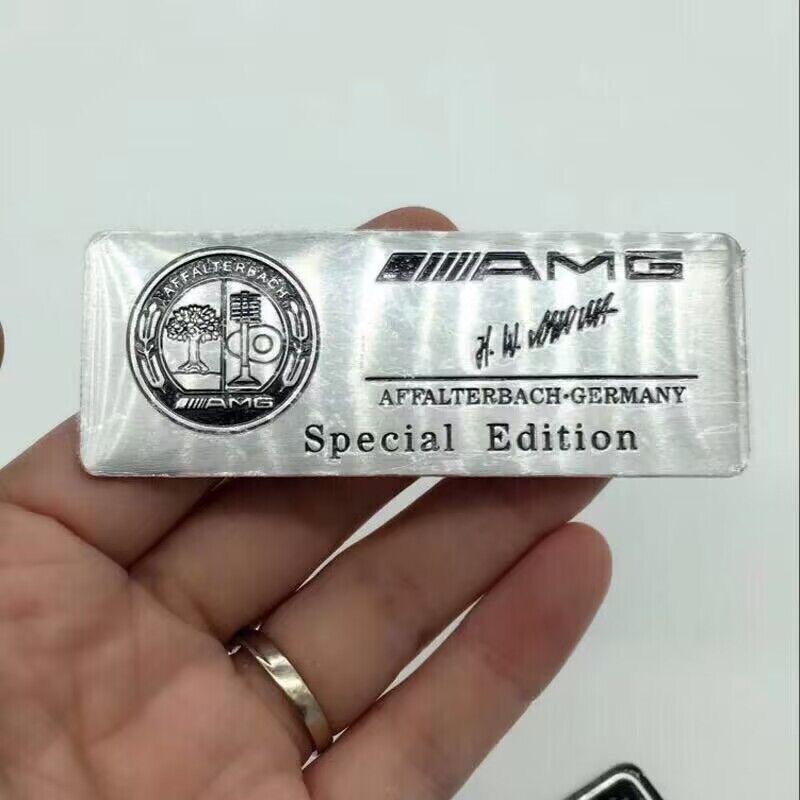 AFFALTERBACH
AMG
AMG
H. W.
AFFALTERBACH·GERMANY
Special Edition